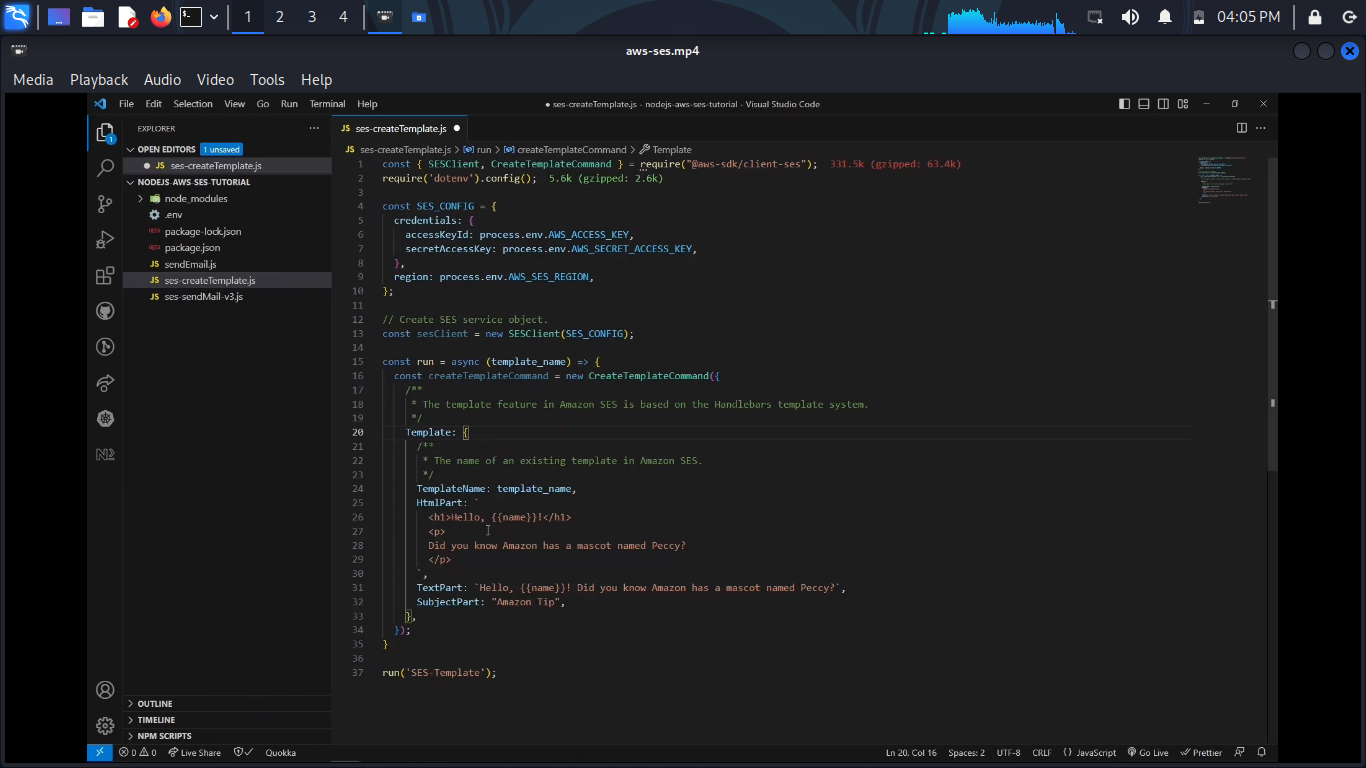 1 2 3 4 04:05 PM
aws-ses.mp4
Media Playback Audio Video Tools Help
File Edit Selection View Go Run Terminal Help ● ses-createTemplate.js - nodejs-aws-ses-tutorial - Visual Studio Code
EXPLORER ···
OPEN EDITORS 1 unsaved
JS ses-createTemplate.js
NODEJS-AWS-SES-TUTORIAL
node_modules
.env
package-lock.json
package.json
JS sendEmail.js
JS ses-createTemplate.js
JS ses-sendMail-v3.js
OUTLINE
TIMELINE
NPM SCRIPTS
JS ses-createTemplate.js ●
JS ses-createTemplate.js > run > createTemplateCommand > Template
1 const { SESClient, CreateTemplateCommand } = require("@aws-sdk/client-ses"); 331.5k (gzipped: 63.4k)
2 require('dotenv').config(); 5.6k (gzipped: 2.6k)
3
4 const SES_CONFIG = {
5 credentials: {
6 accessKeyId: process.env.AWS_ACCESS_KEY,
7 secretAccessKey: process.env.AWS_SECRET_ACCESS_KEY,
8 },
9 region: process.env.AWS_SES_REGION,
10 };
11
12 // Create SES service object.
13 const sesClient = new SESClient(SES_CONFIG);
14
15 const run = async (template_name) => {
16 const createTemplateCommand = new CreateTemplateCommand({
17 /**
18 * The template feature in Amazon SES is based on the Handlebars template system.
19 */
20 Template: {
21 /**
22 * The name of an existing template in Amazon SES.
23 */
24 TemplateName: template_name,
25 HtmlPart: `
26 <h1>Hello, {{name}}!</h1>
27 <p>
28 Did you know Amazon has a mascot named Peccy?
29 </p>
30 `,
31 TextPart: `Hello, {{name}}! Did you know Amazon has a mascot named Peccy?`,
32 SubjectPart: "Amazon Tip",
33 },
34 });
35 }
36
37 run('SES-Template');
0 0 Live Share Quokka Ln 20, Col 16 Spaces: 2 UTF-8 CRLF {} JavaScript Go Live Prettier